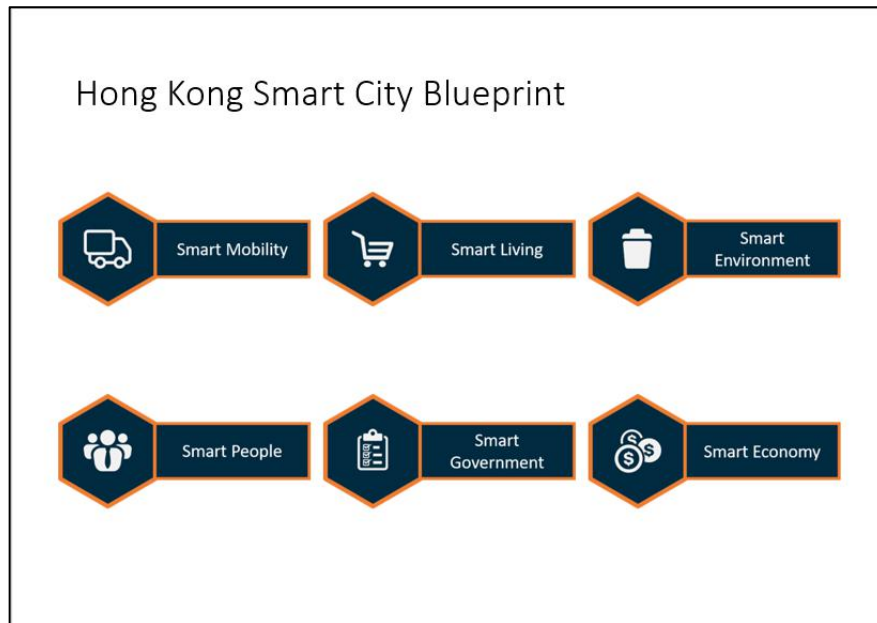 Hong Kong Smart City Blueprint
Smart Mobility
Smart Living
Smart
Environment
Smart People
Smart
Government
Smart Economy